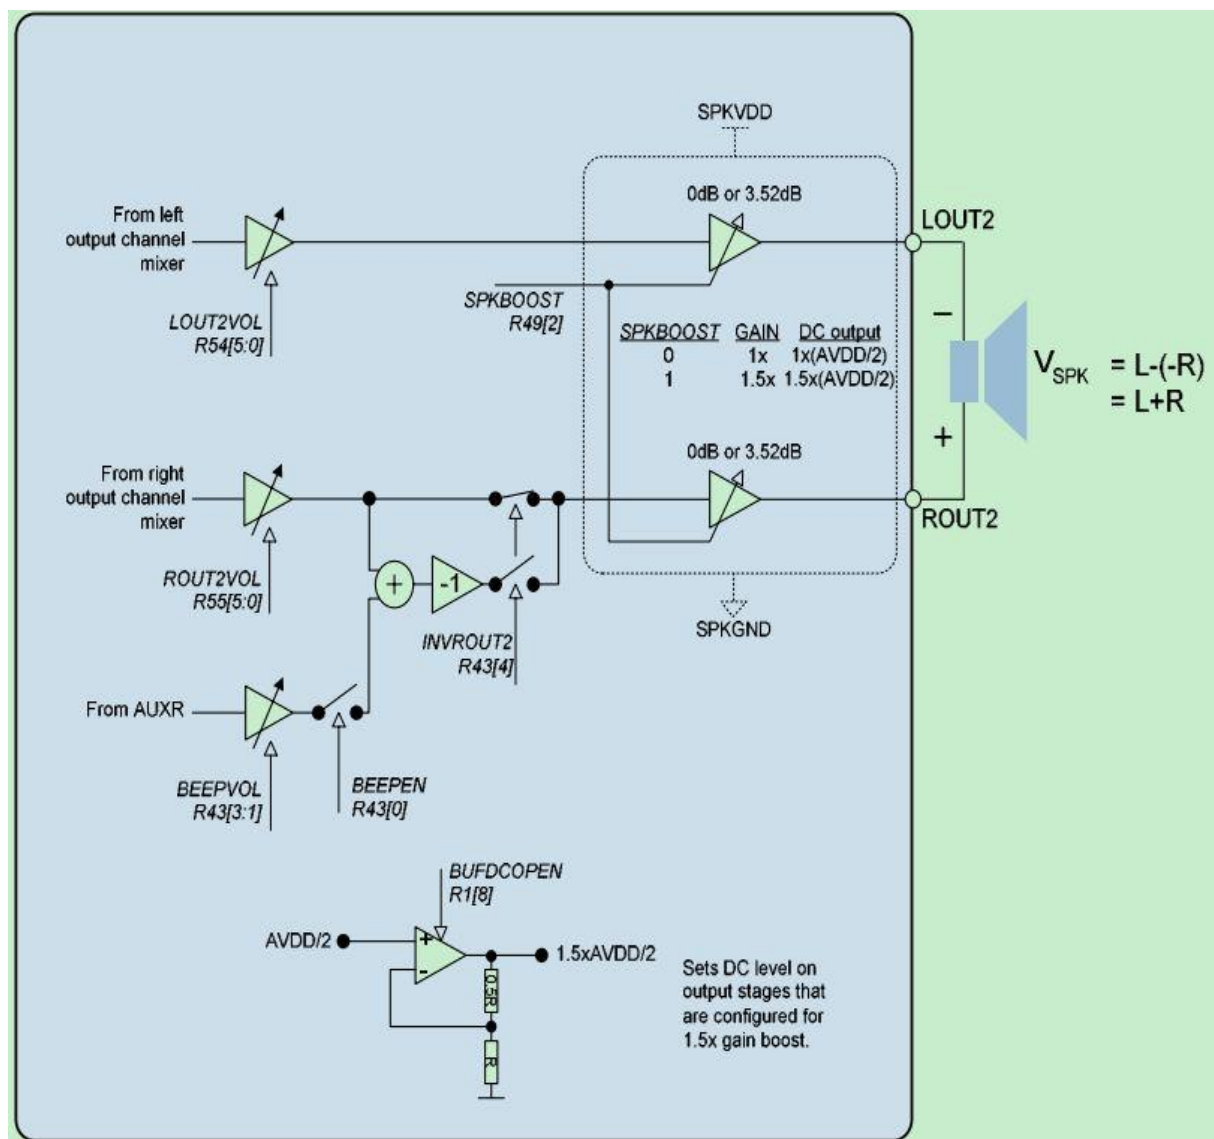 SPKVDD
0dB or 3.52dB
From left
output channel
mixer
LOUT2
LOUT2VOL
R54[5:0]
SPKBOOST
R49[2]
SPKBOOST GAIN DC output
0 1x 1x(AVDD/2)
1 1.5x 1.5x(AVDD/2)
−
+
VSPK = L-(-R)
= L+R
0dB or 3.52dB
From right
output channel
mixer
ROUT2
ROUT2VOL
R55[5:0]
+
-1
INVROUT2
R43[4]
SPKGND
From AUXR
BEEPVOL
R43[3:1]
BEEPEN
R43[0]
BUFDCOPEN
R1[8]
AVDD/2
+
-
1.5xAVDD/2
0.5R
R
Sets DC level on
output stages that
are configured for
1.5x gain boost.